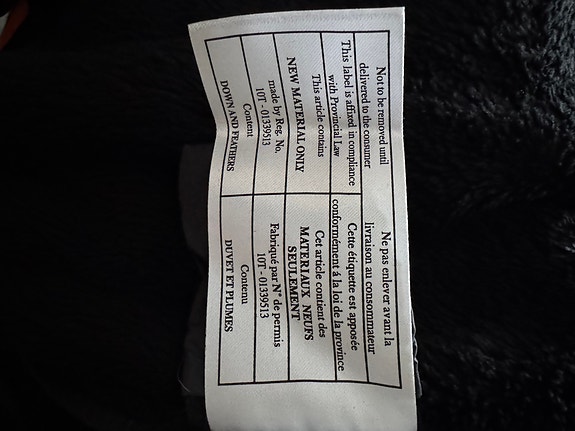 Not to be removed until
delivered to the consumer
This label is affixed in compliance
with Provincial Law
This article contains
NEW MATERIAL ONLY
made by Reg. No.
10T - 01339513
Content
DOWN AND FEATHERS
Ne pas enlever avant la
livraison au consommateur
Cette étiquette est apposée
conformément á la loi de la province
Cet article contient des
MATERIAUX NEUFS
SEULEMENT
Fabriqué par N° de permis
10T - 01339513
Contenu
DUVET ET PLUMES